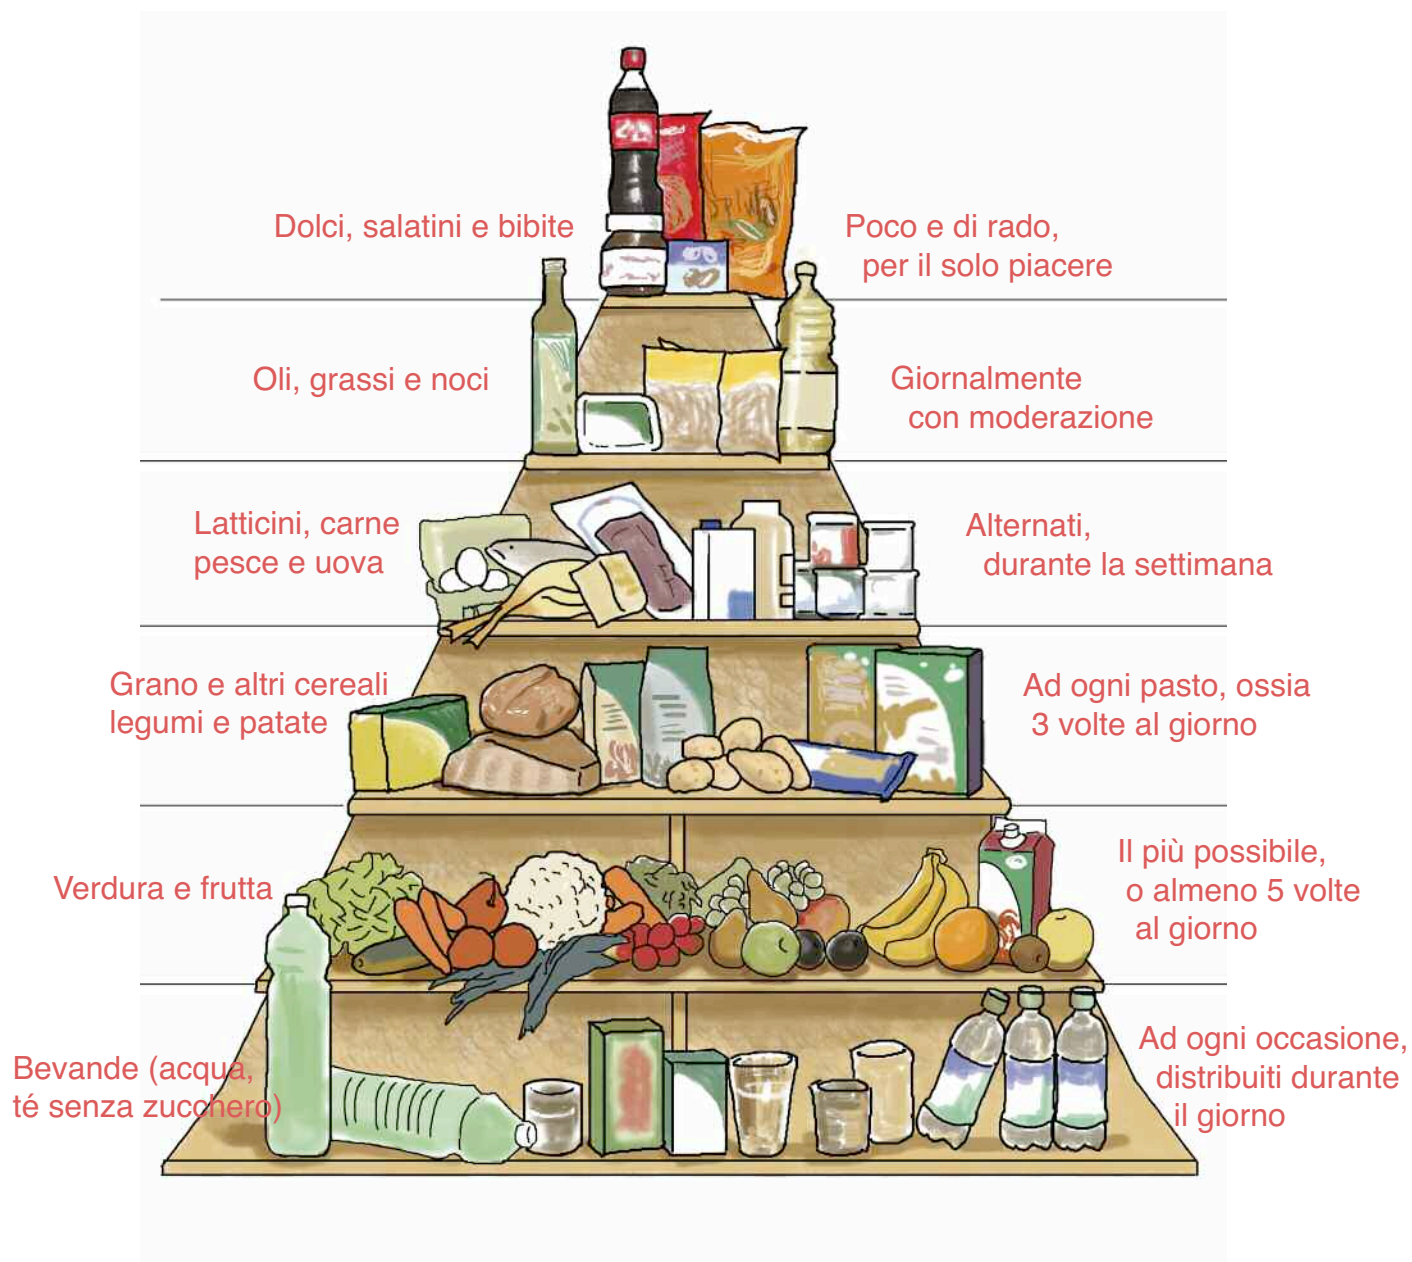 Dolci, salatini e bibite
Poco e di rado,
per il solo piacere
Oli, grassi e noci
Giornalmente
con moderazione
Latticini, carne
pesce e uova
Alternati,
durante la settimana
Grano e altri cereali
legumi e patate
Ad ogni pasto, ossia
3 volte al giorno
Verdura e frutta
Il più possibile,
o almeno 5 volte
al giorno
Bevande (acqua,
té senza zucchero)
Ad ogni occasione,
distribuiti durante
il giorno